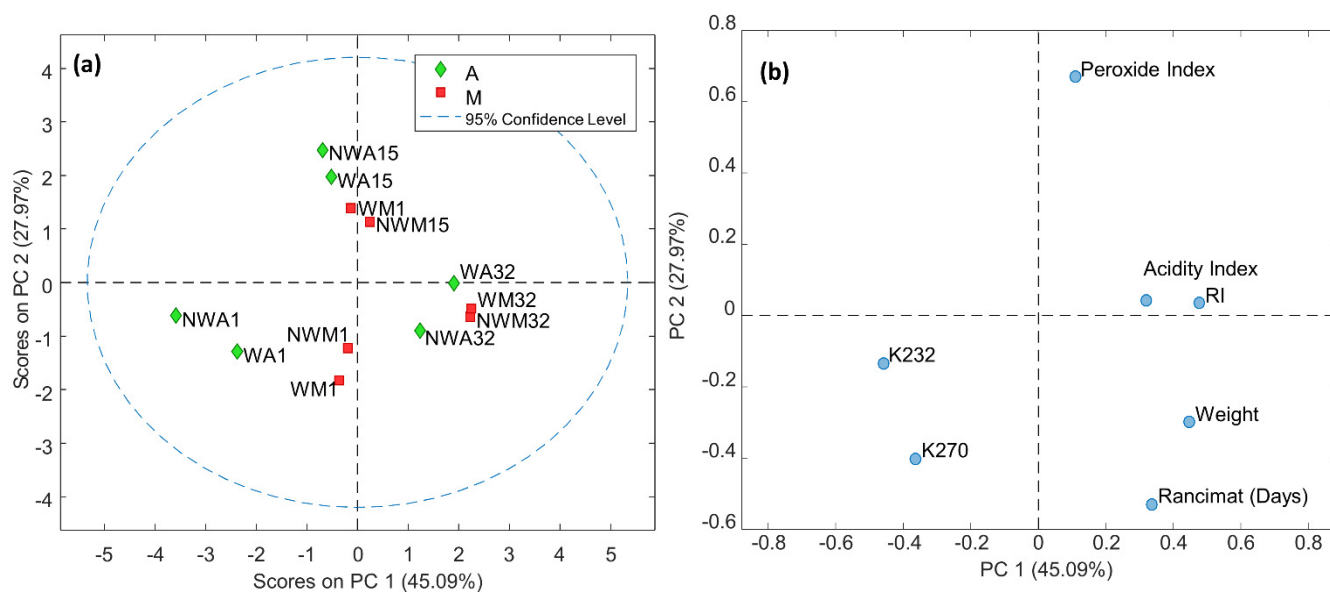 (a)
A
M
95% Confidence Level
NWA15
WA15
WM1
NWM15
WA32
WM32
NWM32
NWA32
NWA1
WA1
NWM1
WM1
4
3
2
1
0
-1
-2
-3
-4
Scores on PC 2 (27.97%)
-5 -4 -3 -2 -1 0 1 2 3 4 5
Scores on PC 1 (45.09%)
(b)
Peroxide Index
Acidity Index
RI
K232
Weight
K270
Rancimat (Days)
0.8
0.6
0.4
0.2
0
-0.2
-0.4
-0.6
PC 2 (27.97%)
-0.8 -0.6 -0.4 -0.2 0 0.2 0.4 0.6 0.8
PC 1 (45.09%)